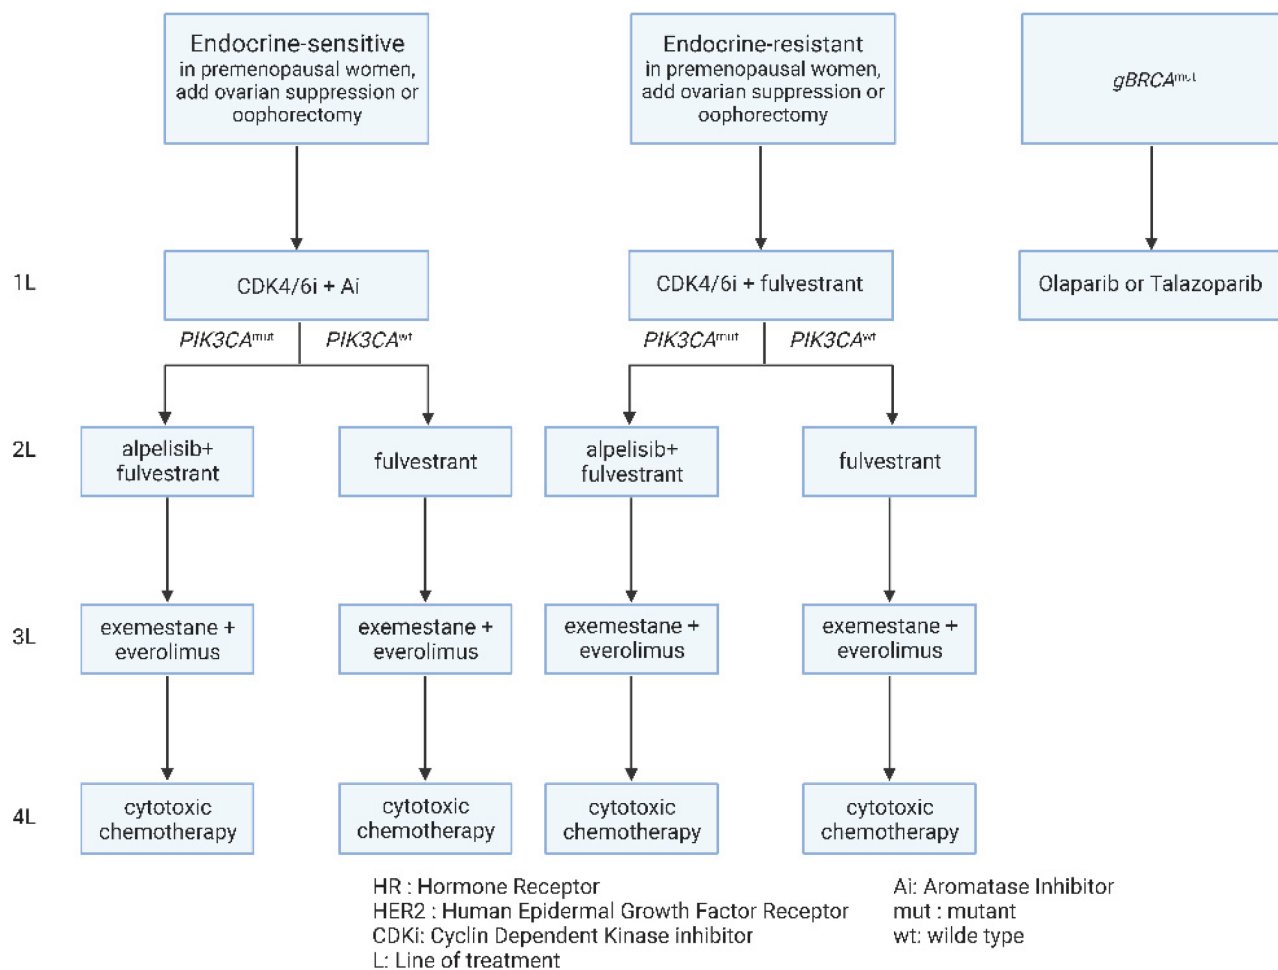 Endocrine-sensitive
in premenopausal women,
add ovarian suppression or
oophorectomy
Endocrine-resistant
in premenopausal women,
add ovarian suppression or
oophorectomy
gBRCAmut
1L
CDK4/6i + Ai
CDK4/6i + fulvestrant
Olaparib or Talazoparib
PIK3CAmut
PIK3CAwt
PIK3CAmut
PIK3CAwt
2L
alpelisib+
fulvestrant
fulvestrant
alpelisib+
fulvestrant
fulvestrant
3L
exemestane +
everolimus
exemestane +
everolimus
exemestane +
everolimus
exemestane +
everolimus
4L
cytotoxic
chemotherapy
cytotoxic
chemotherapy
cytotoxic
chemotherapy
cytotoxic
chemotherapy
HR : Hormone Receptor
HER2 : Human Epidermal Growth Factor Receptor
CDKi: Cyclin Dependent Kinase inhibitor
L: Line of treatment
Ai: Aromatase Inhibitor
mut : mutant
wt: wilde type